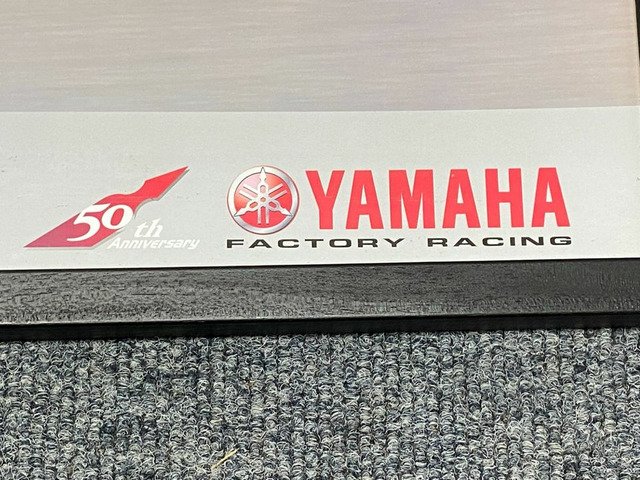 50th
Anniversary
YAMAHA
FACTORY RACING